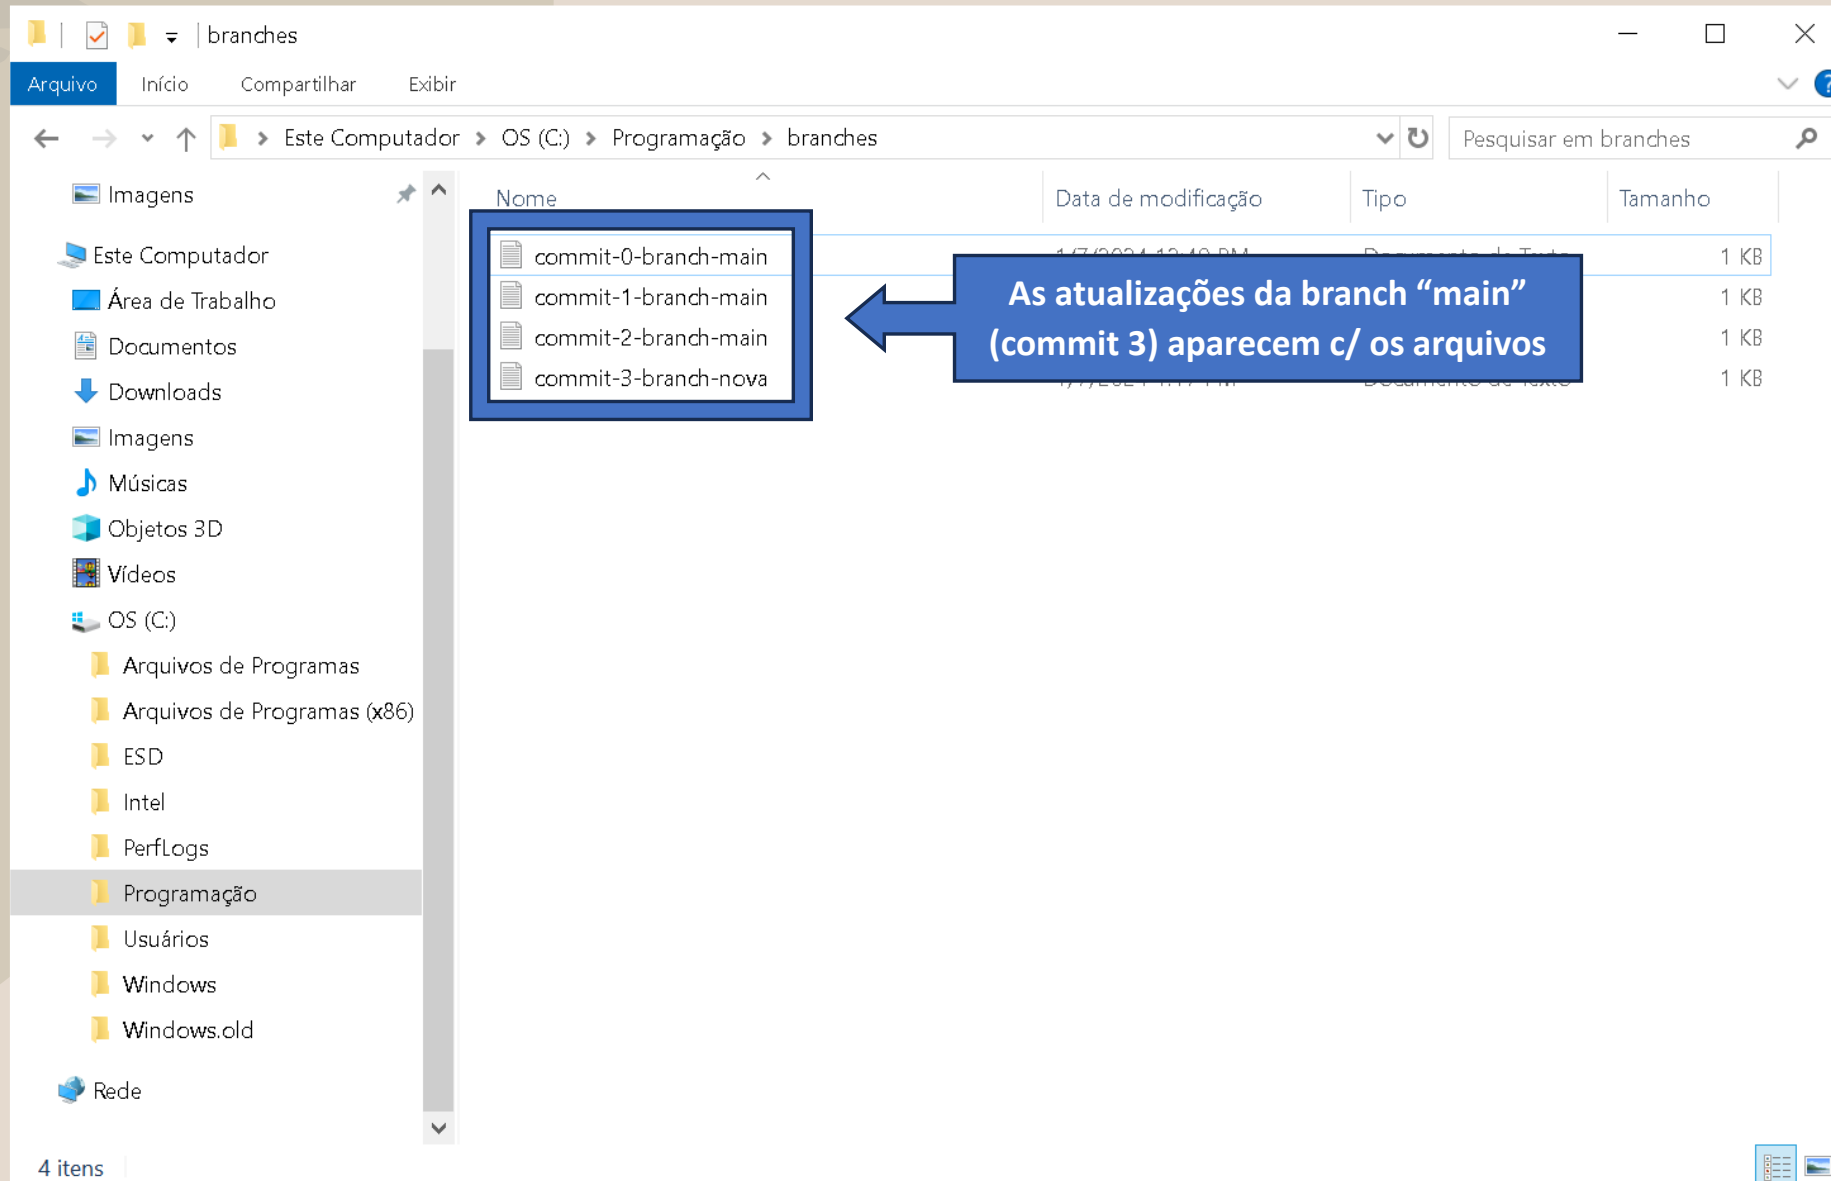 branches
Arquivo Início Compartilhar Exibir
Este Computador > OS (C:) > Programação > branches
Pesquisar em branches
Imagens
Este Computador
Área de Trabalho
Documentos
Downloads
Imagens
Músicas
Objetos 3D
Vídeos
OS (C:)
Arquivos de Programas
Arquivos de Programas (x86)
ESD
Intel
PerfLogs
Programação
Usuários
Windows
Windows.old
Rede
Nome Data de modificação Tipo Tamanho
commit-0-branch-main 1 KB
commit-1-branch-main 1 KB
commit-2-branch-main 1 KB
commit-3-branch-nova 1 KB
As atualizações da branch “main”
(commit 3) aparecem c/ os arquivos
4 itens